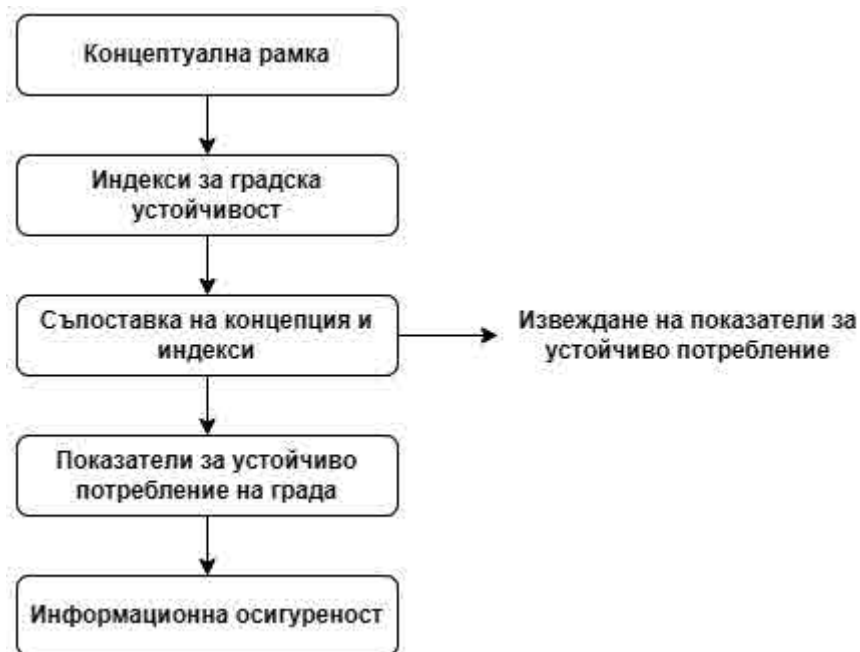 Концептуална рамка
Индекси за градска
устойчивост
Съпоставка на концепция и
индекси
Извеждане на показатели за
устойчиво потребление
Показатели за устойчиво
потребление на града
Информационна осигуреност